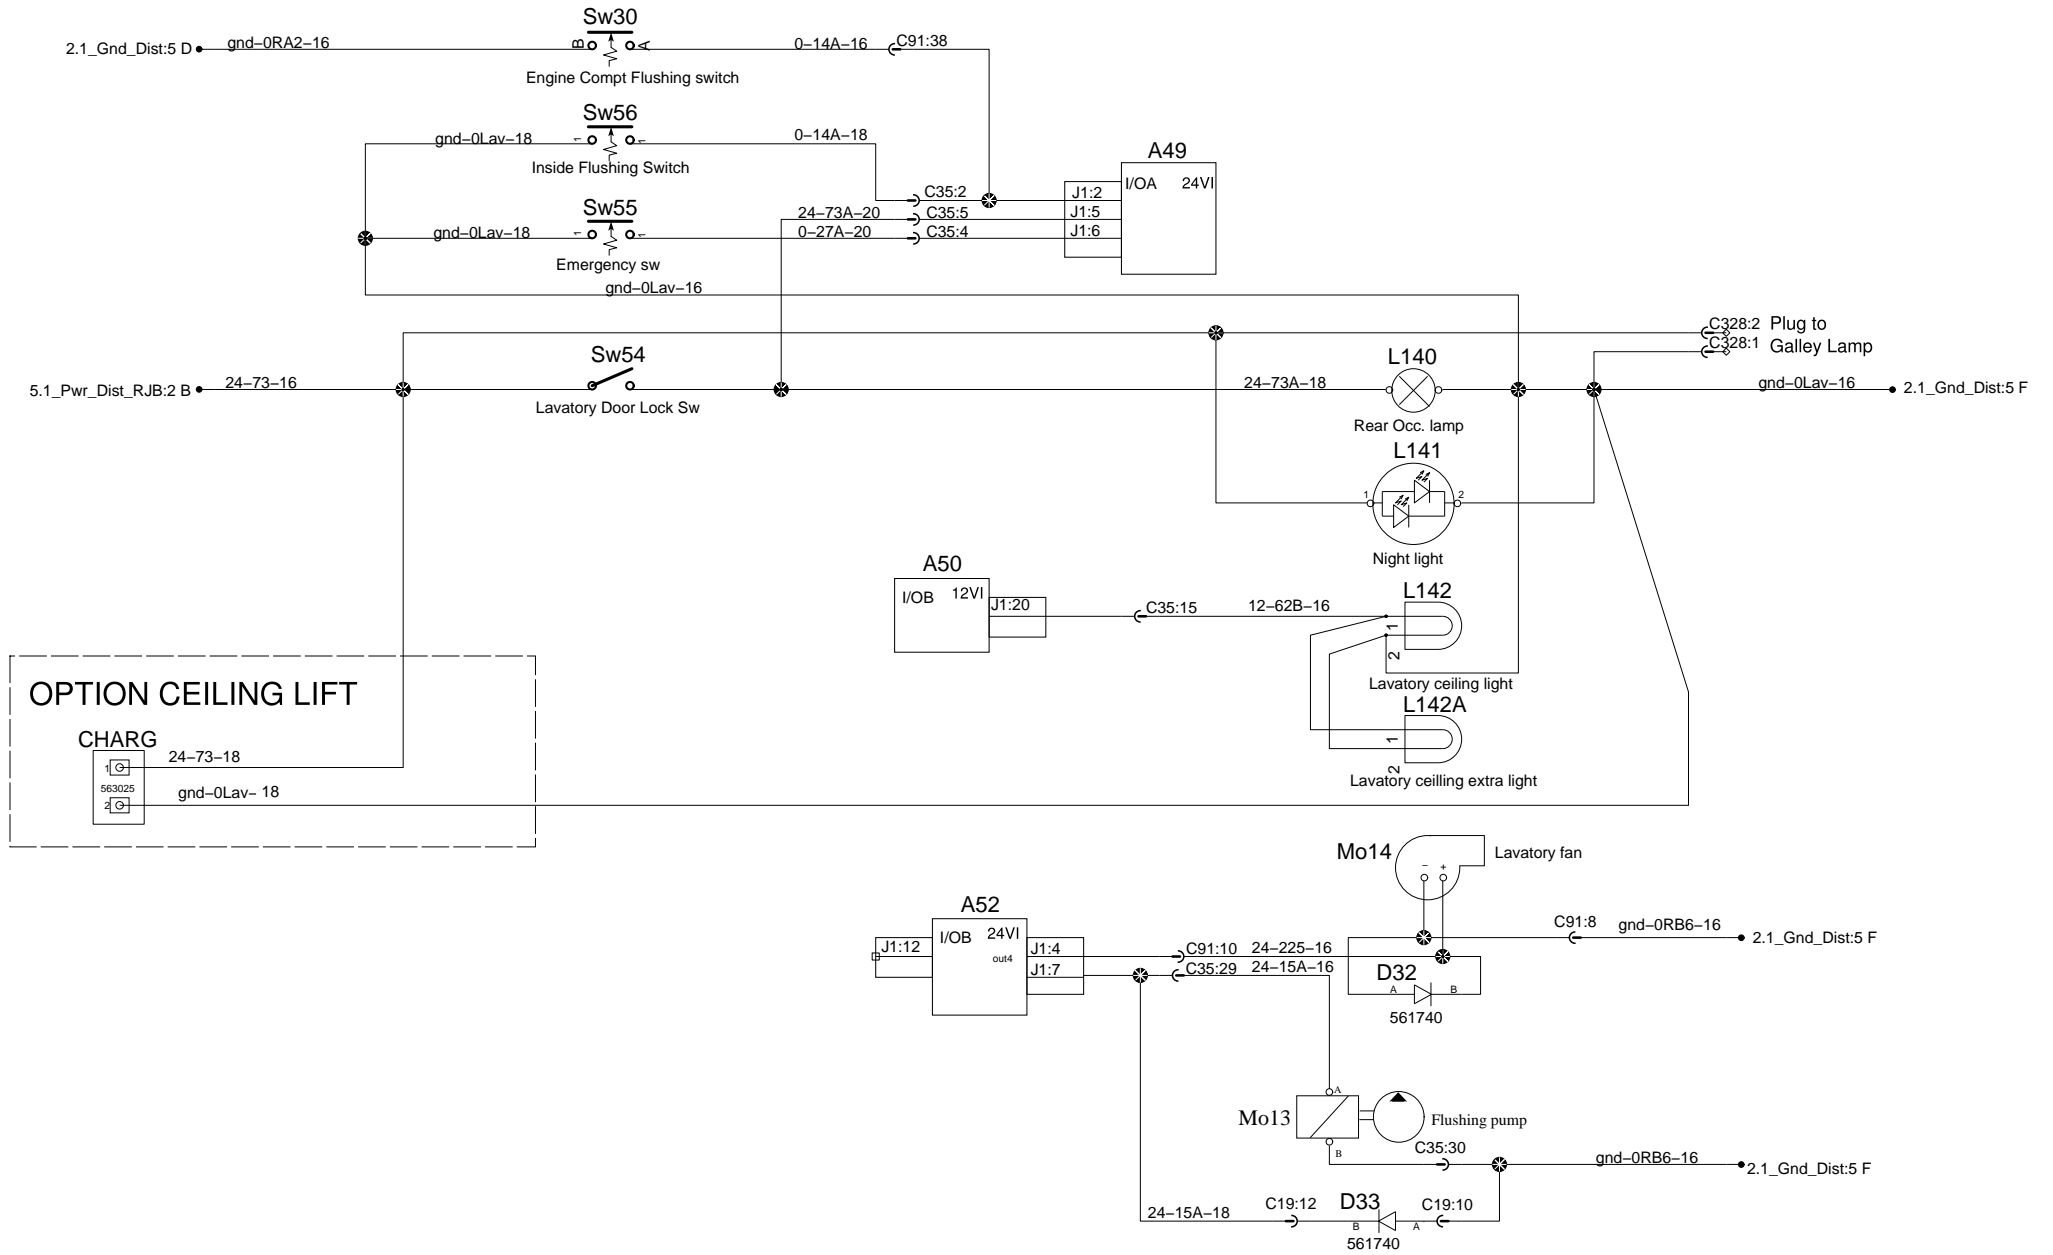 Sw30
2.1_Gnd_Dist:5 D
gnd-0RA2-16
B
A
0-14A-16
C91:38
Engine Compt Flushing switch
Sw56
gnd-0Lav-18
1
1
0-14A-18
Inside Flushing Switch
A49
I/OA
24VI
Sw55
C35:2
J1:2
24-73A-20
C35:5
J1:5
gnd-0Lav-18
1
1
0-27A-20
C35:4
J1:6
Emergency sw
gnd-0Lav-16
C328:2
Plug to
C328:1
Galley Lamp
Sw54
L140
5.1_Pwr_Dist_RJB:2 B
24-73-16
24-73A-18
gnd-0Lav-16
2.1_Gnd_Dist:5 F
Lavatory Door Lock Sw
Rear Occ. lamp
L141
1
2
Night light
A50
I/OB
12VI
J1:20
C35:15
12-62B-16
L142
1
2
Lavatory ceiling light
L142A
1
2
Lavatory ceilling extra light
OPTION CEILING LIFT
CHARG
1
24-73-18
563025
2
gnd-0Lav- 18
Mo14
- +
Lavatory fan
A52
I/OB
24VI
out4
J1:12
J1:4
J1:7
C91:10
24-225-16
C35:29
24-15A-16
C91:8
gnd-0RB6-16
2.1_Gnd_Dist:5 F
D32
A
B
561740
A
Mo13
Flushing pump
B
C35:30
gnd-0RB6-16
2.1_Gnd_Dist:5 F
24-15A-18
C19:12
D33
C19:10
B
A
561740